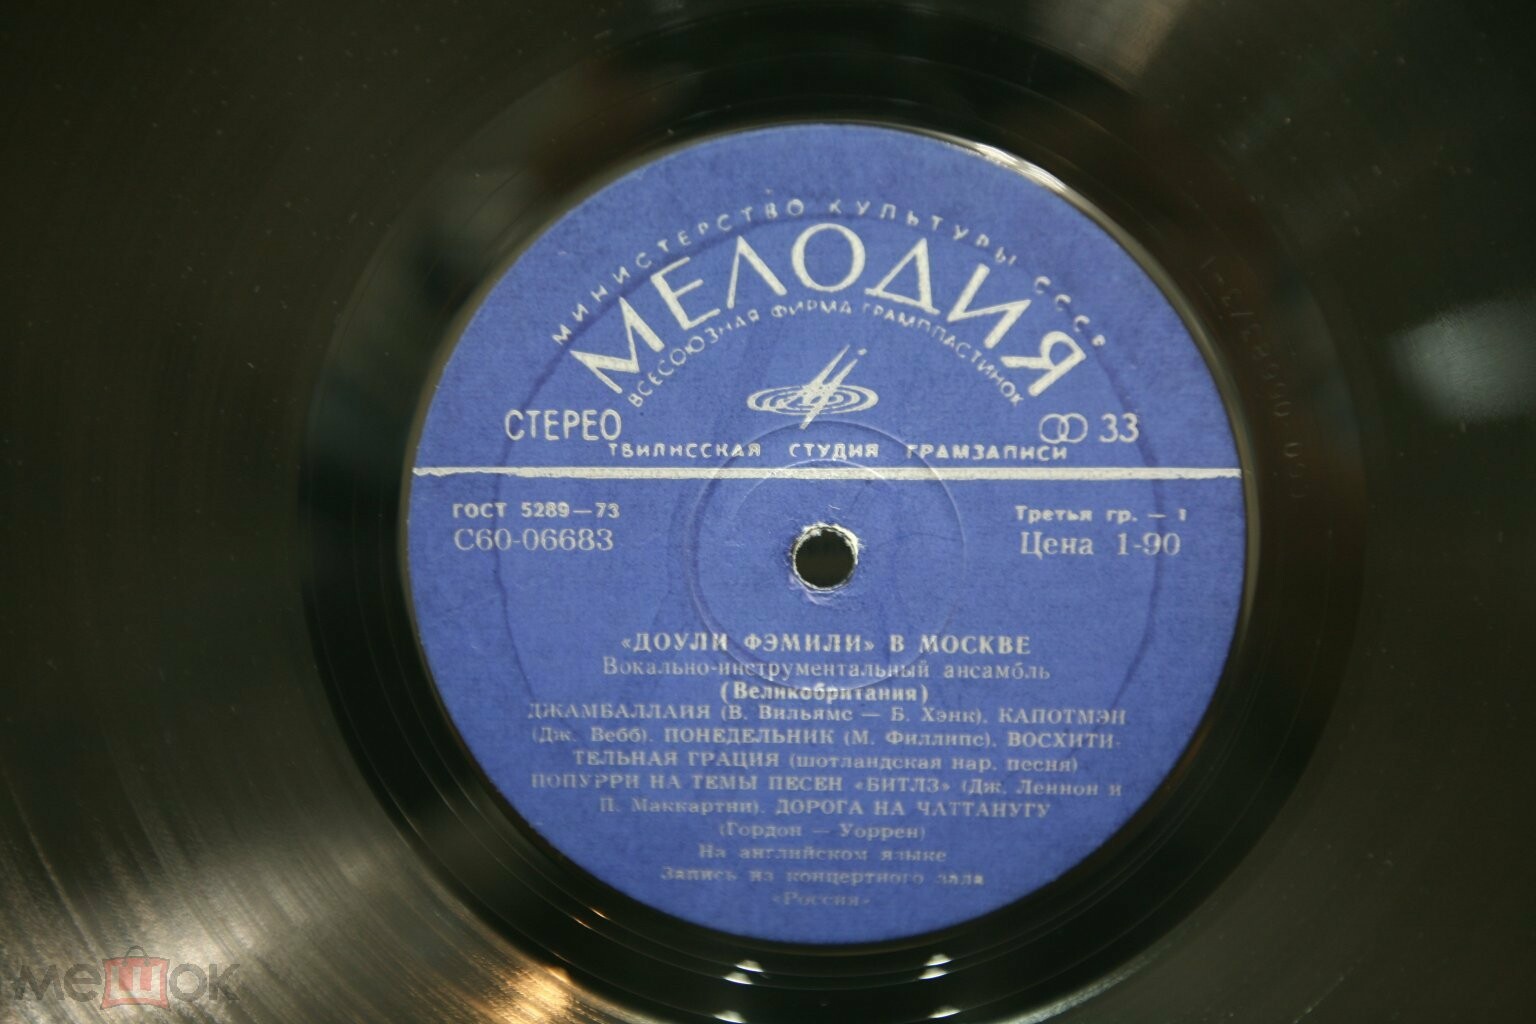 МИНИСТЕРСТВО КУЛЬТУРЫ СССР
МЕЛОДИЯ
ВСЕСОЮЗНАЯ ФИРМА ГРАМПЛАСТИНОК
СТЕРЕО
33
ТБИЛИССКАЯ СТУДИЯ ГРАМЗАПИСИ
ГОСТ 5289—73
Третья гр. — 1
С60-06683
Цена 1-90
«ДОУЛИ ФЭМИЛИ» В МОСКВЕ
Вокально-инструментальный ансамбль
(Великобритания)
ДЖАМБАЛЛАЙЯ (В. Вильямс — Б. Хэнк). КАПОТМЭН
(Дж. Вебб). ПОНЕДЕЛЬНИК (М. Филлипс). ВОСХИТИ-
ТЕЛЬНАЯ ГРАЦИЯ (шотландская нар. песня)
ПОПУРРИ НА ТЕМЫ ПЕСЕН «БИТЛЗ» (Дж. Леннон и
П. Маккартни). ДОРОГА НА ЧАТТАНУГУ
(Гордон — Уоррен)
На английском языке
Запись из концертного зала
«Россия»
мешок